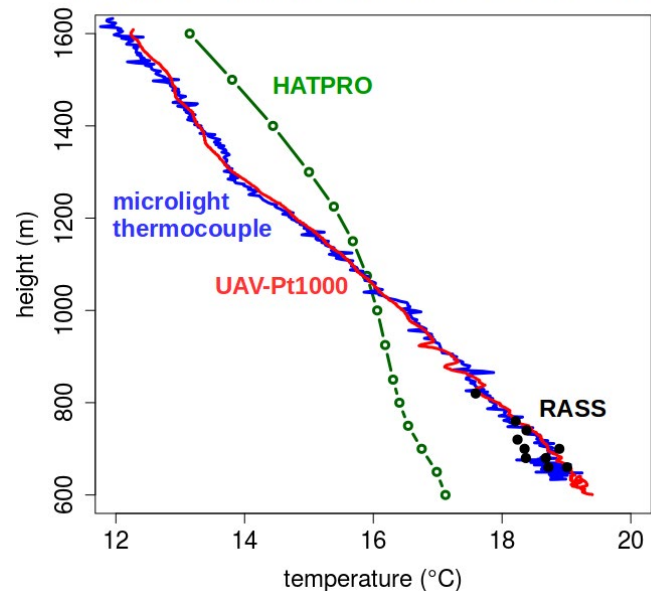 1600
1400
1200
1000
800
600
height (m)
HATPRO
microlight
thermocouple
UAV-Pt1000
RASS
12
14
16
18
20
temperature (°C)